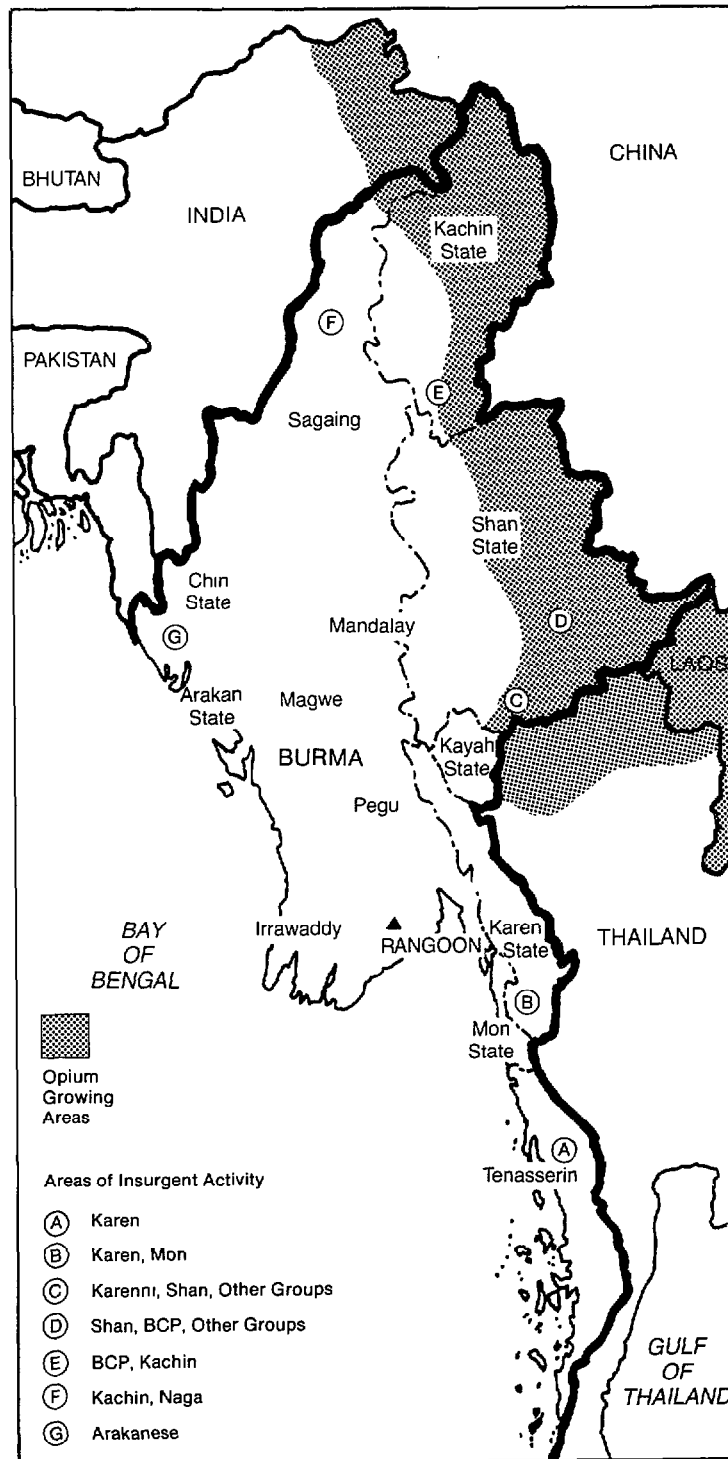 CHINA
BHUTAN
INDIA
Kachin
State
F
PAKISTAN
E
Sagaing
Shan
State
Chin
State
D
Mandalay
G
LAOS
Arakan
State
Magwe
C
Kayah
State
BURMA
Pegu
BAY
OF
BENGAL
Irrawaddy
RANGOON
Karen
State
THAILAND
B
Mon
State
Opium
Growing
Areas
A
Tenasserin
Areas of Insurgent Activity
A Karen
B Karen, Mon
C Karenni, Shan, Other Groups
D Shan, BCP, Other Groups
E BCP, Kachin
F Kachin, Naga
G Arakanese
GULF
OF
THAILAND